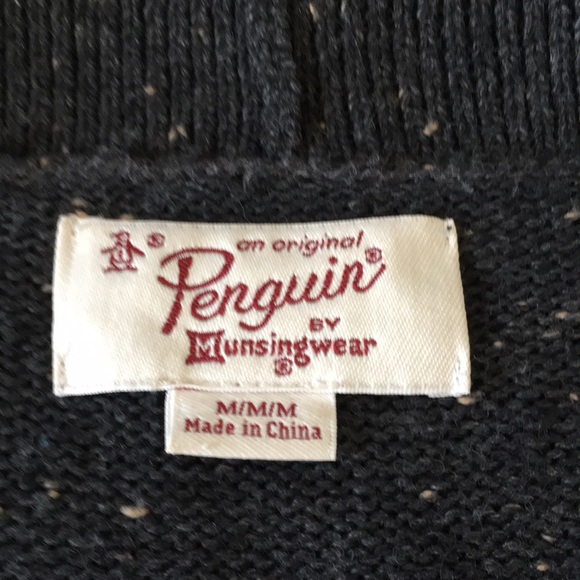 ®
an original
Penguin®
BY
Munsingwear
®
M/M/M
Made in China